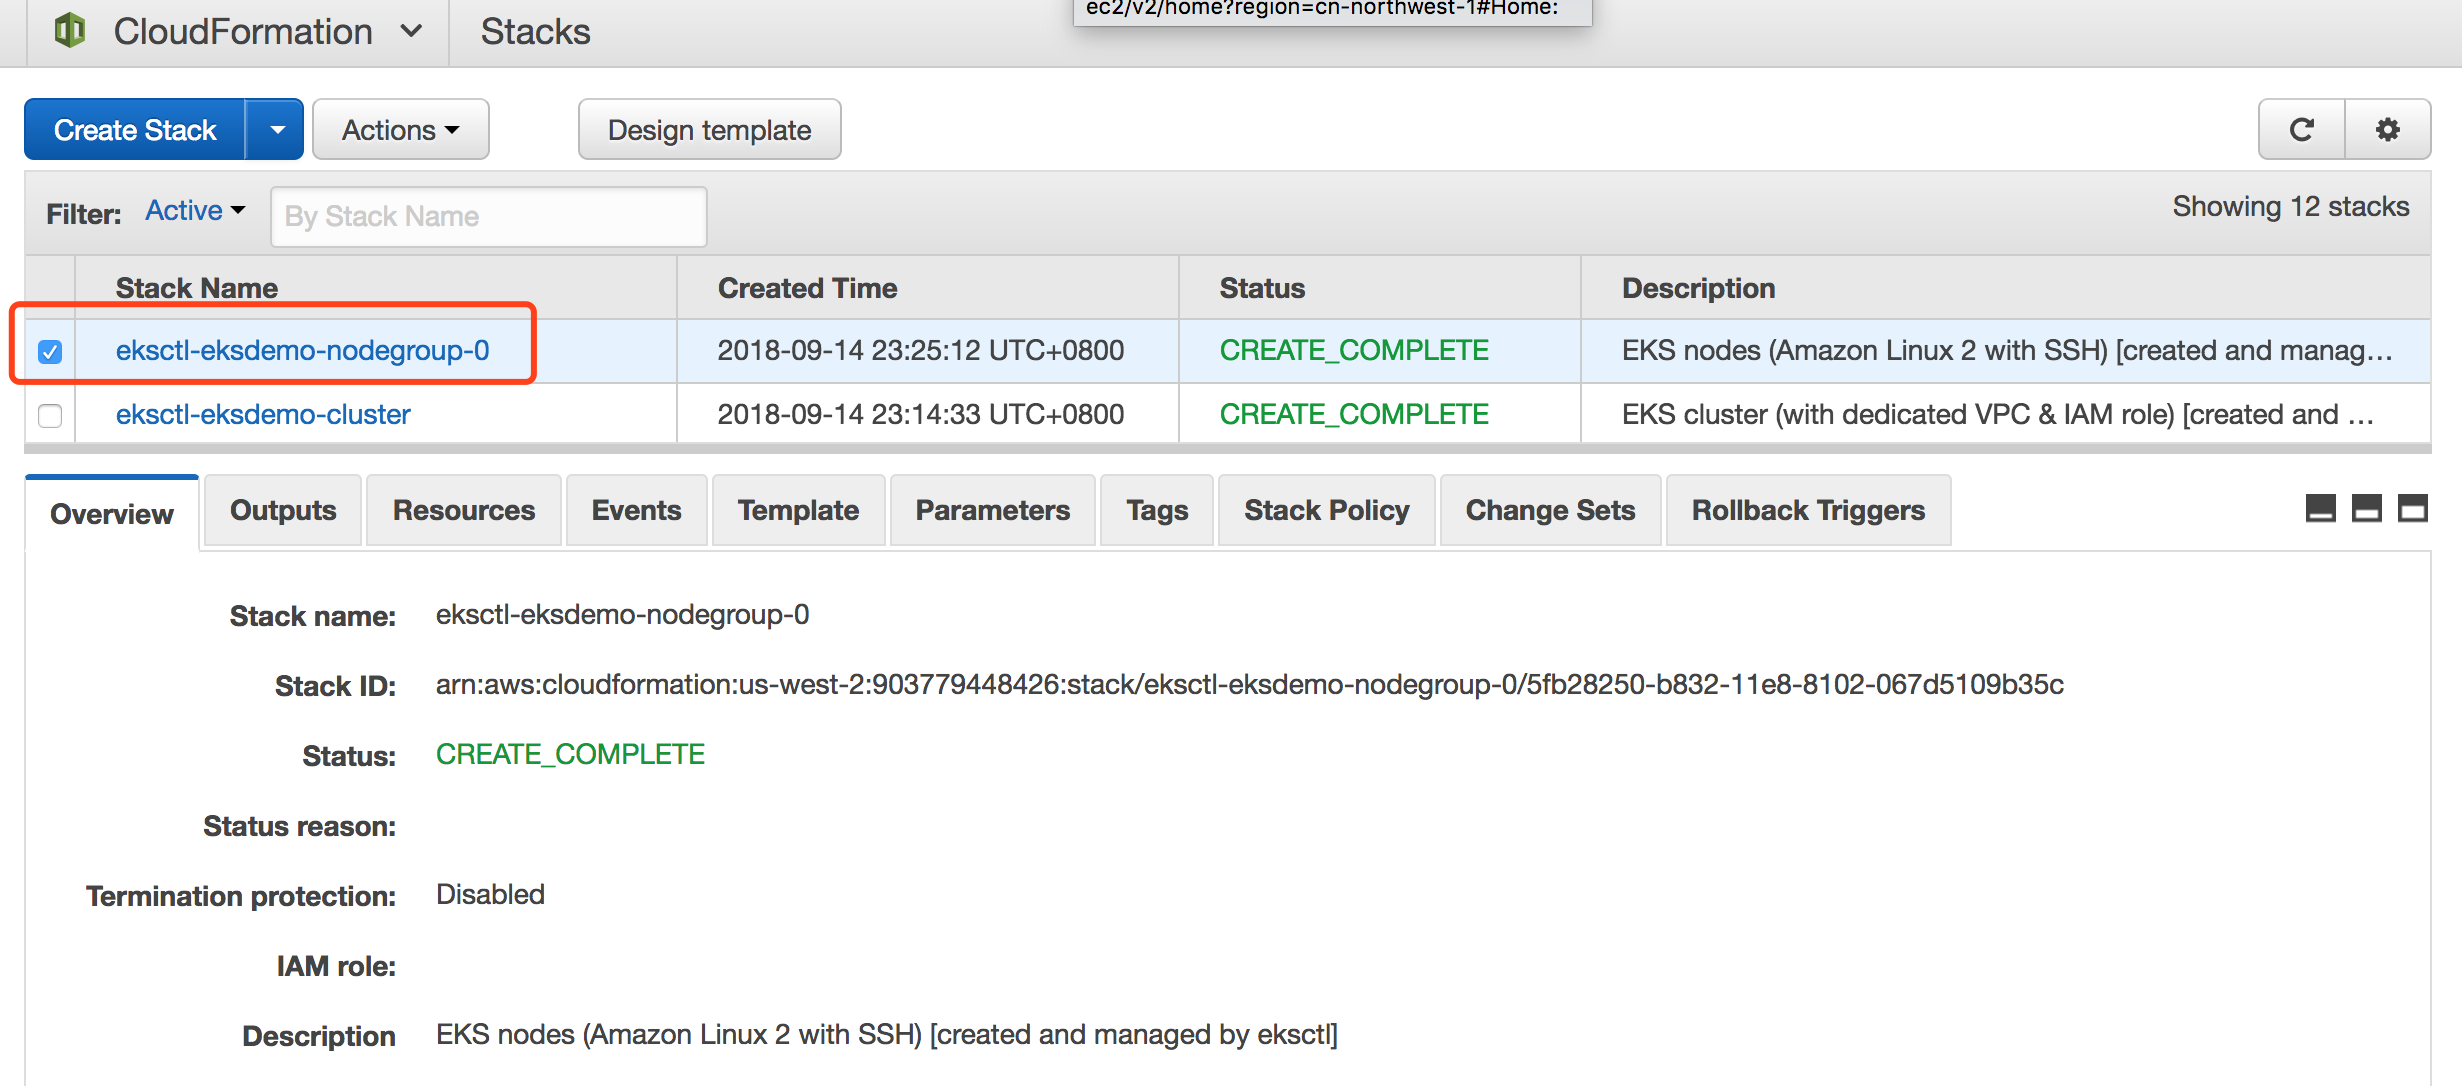 ec2/v2/home?region=cn-northwest-1#Home:
CloudFormation Stacks
Create Stack Actions Design template
Filter: Active By Stack Name Showing 12 stacks
Stack Name Created Time Status Description
eksctl-eksdemo-nodegroup-0 2018-09-14 23:25:12 UTC+0800 CREATE_COMPLETE EKS nodes (Amazon Linux 2 with SSH) [created and manag...
eksctl-eksdemo-cluster 2018-09-14 23:14:33 UTC+0800 CREATE_COMPLETE EKS cluster (with dedicated VPC & IAM role) [created and ...
Overview Outputs Resources Events Template Parameters Tags Stack Policy Change Sets Rollback Triggers
Stack name: eksctl-eksdemo-nodegroup-0
Stack ID: arn:aws:cloudformation:us-west-2:903779448426:stack/eksctl-eksdemo-nodegroup-0/5fb28250-b832-11e8-8102-067d5109b35c
Status: CREATE_COMPLETE
Status reason:
Termination protection: Disabled
IAM role:
Description EKS nodes (Amazon Linux 2 with SSH) [created and managed by eksctl]